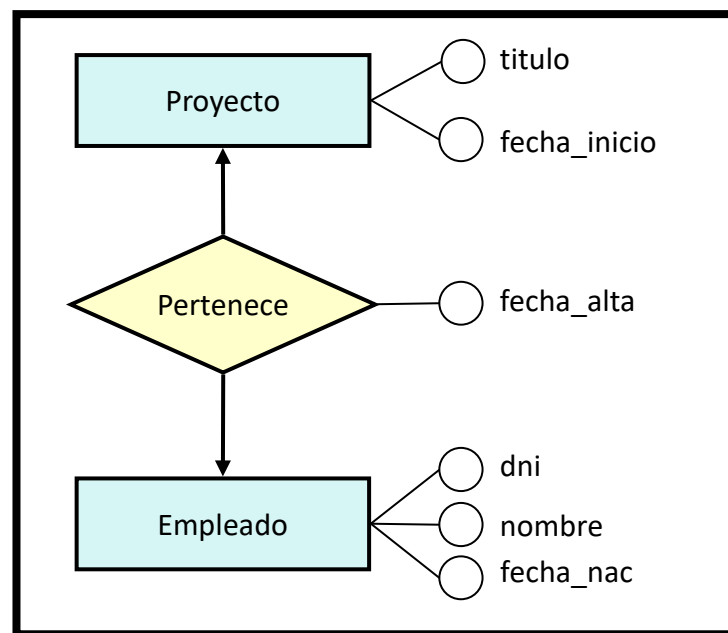 Proyecto
titulo
fecha_inicio
Pertenece
fecha_alta
Empleado
dni
nombre
fecha_nac